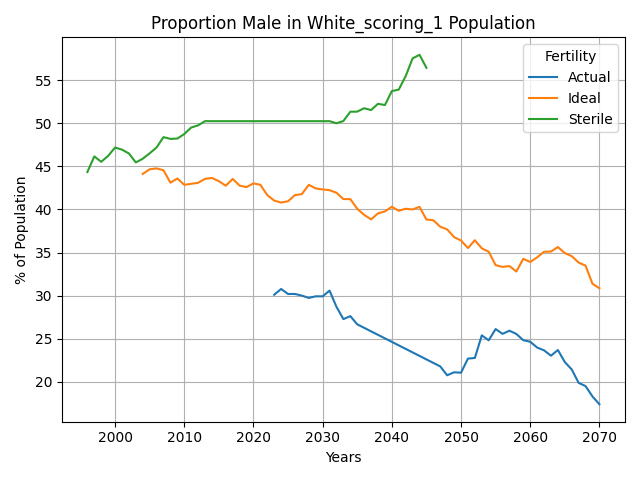 Proportion Male in White_scoring_1 Population
Fertility
Actual
Ideal
Sterile
% of Population
55
50
45
40
35
30
25
20
2000
2010
2020
2030
2040
2050
2060
2070
Years